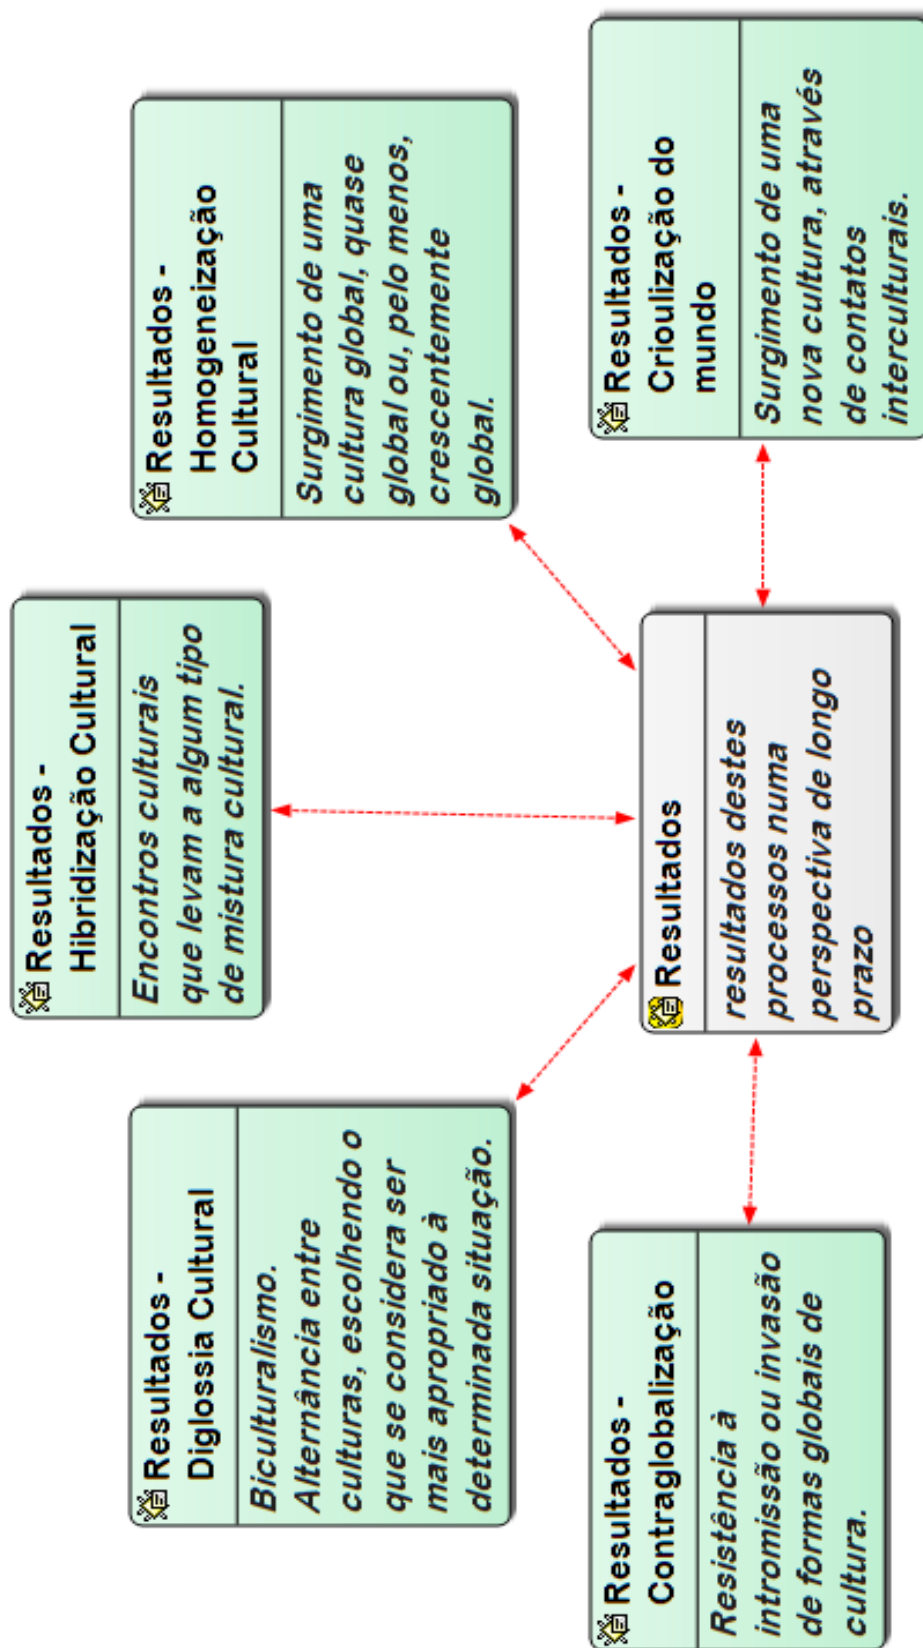 Resultados -
Hibridização Cultural
Encontros culturais
que levam a algum tipo
de mistura cultural.
Resultados -
Diglossia Cultural
Biculturalismo.
Alternância entre
culturas, escolhendo o
que se considera ser
mais apropriado à
determinada situação.
Resultados -
Homogeneização
Cultural
Surgimento de uma
cultura global, quase
global ou, pelo menos,
crescentemente
global.
Resultados -
Contraglobalização
Resistência à
intromissão ou invasão
de formas globais de
cultura.
Resultados
resultados destes
processos numa
perspectiva de longo
prazo
Resultados -
Crioulização do
mundo
Surgimento de uma
nova cultura, através
de contatos
interculturais.